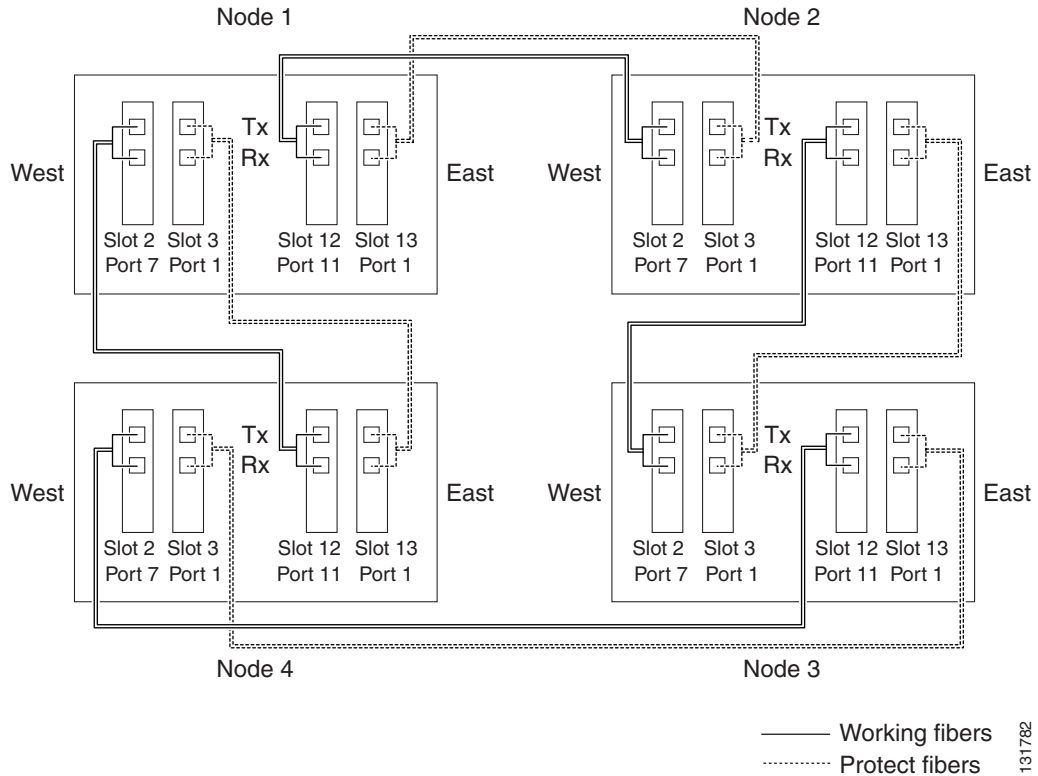 Node 1
Node 2
West
Tx
Rx
East
Slot 2 Slot 3
Port 7 Port 1
Slot 12 Slot 13
Port 11 Port 1
West
Tx
Rx
East
Slot 2 Slot 3
Port 7 Port 1
Slot 12 Slot 13
Port 11 Port 1
West
Tx
Rx
East
Slot 2 Slot 3
Port 7 Port 1
Slot 12 Slot 13
Port 11 Port 1
West
Tx
Rx
East
Slot 2 Slot 3
Port 7 Port 1
Slot 12 Slot 13
Port 11 Port 1
Node 4
Node 3
Working fibers
Protect fibers
131782